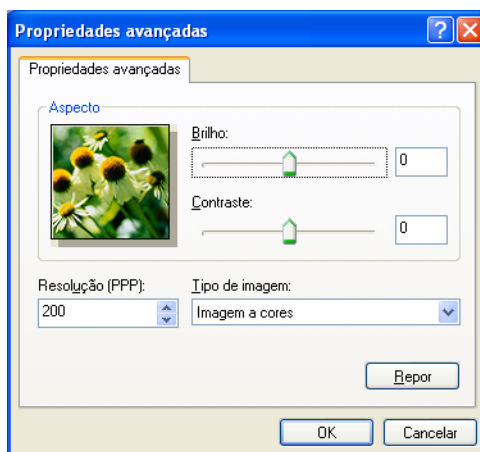 Propriedades avançadas
Propriedades avançadas
Aspecto
Brilho:
0
Contraste:
0
Resolução (PPP):
200
Tipo de imagem:
Imagem a cores
Repor
OK
Cancelar